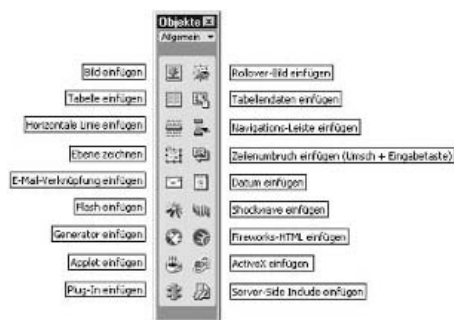 Objekte
Allgemein
Bild einfügen
Rollover-Bild einfügen
Tabelle einfügen
Tabellendaten einfügen
Horizontale Linie einfügen
Navigations-Leiste einfügen
Ebene zeichnen
Zeilenumbruch einfügen (Umsch + Eingabetaste)
E-Mail-Verknüpfung einfügen
Datum einfügen
Flash einfügen
Shockwave einfügen
Generator einfügen
Fireworks-HTML einfügen
Applet einfügen
ActiveX einfügen
Plug-In einfügen
Server-Side Include einfügen